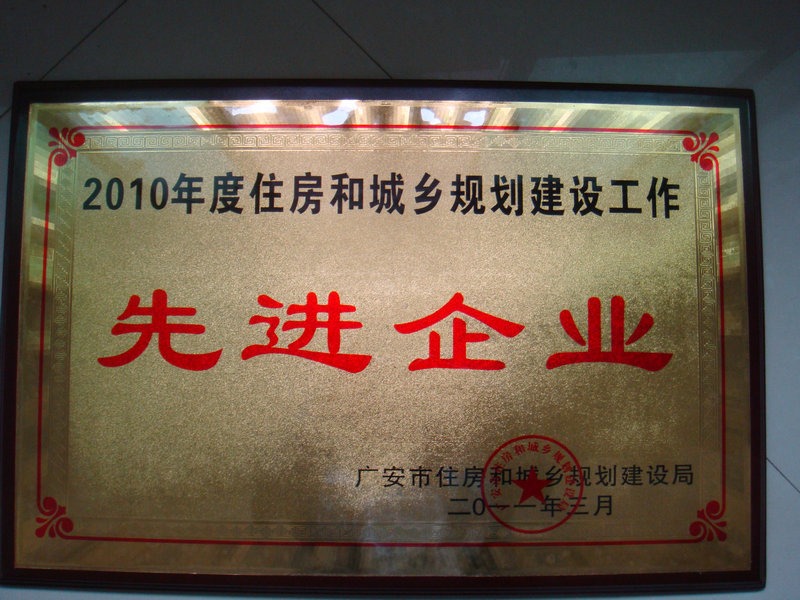 2010年度住房和城乡规划建设工作
先进企业
广安市住房和城乡规划建设局
二0一一年三月